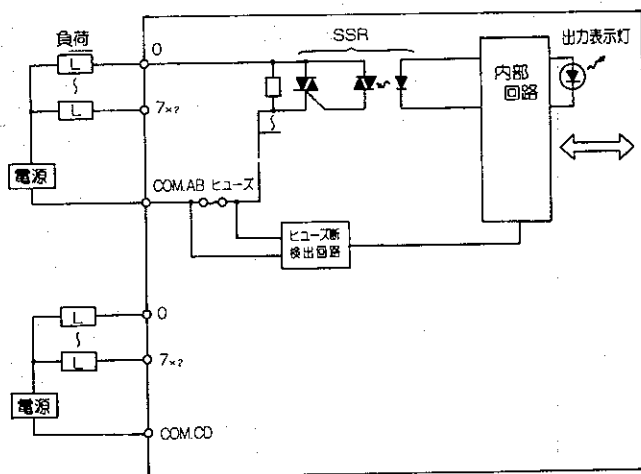 SSR
負荷
0
出力表示灯
L
内部
回路
L
7×2
電源
COM.AB ヒューズ
ヒューズ断
検出回路
L
0
L
7×2
電源
COM.CD